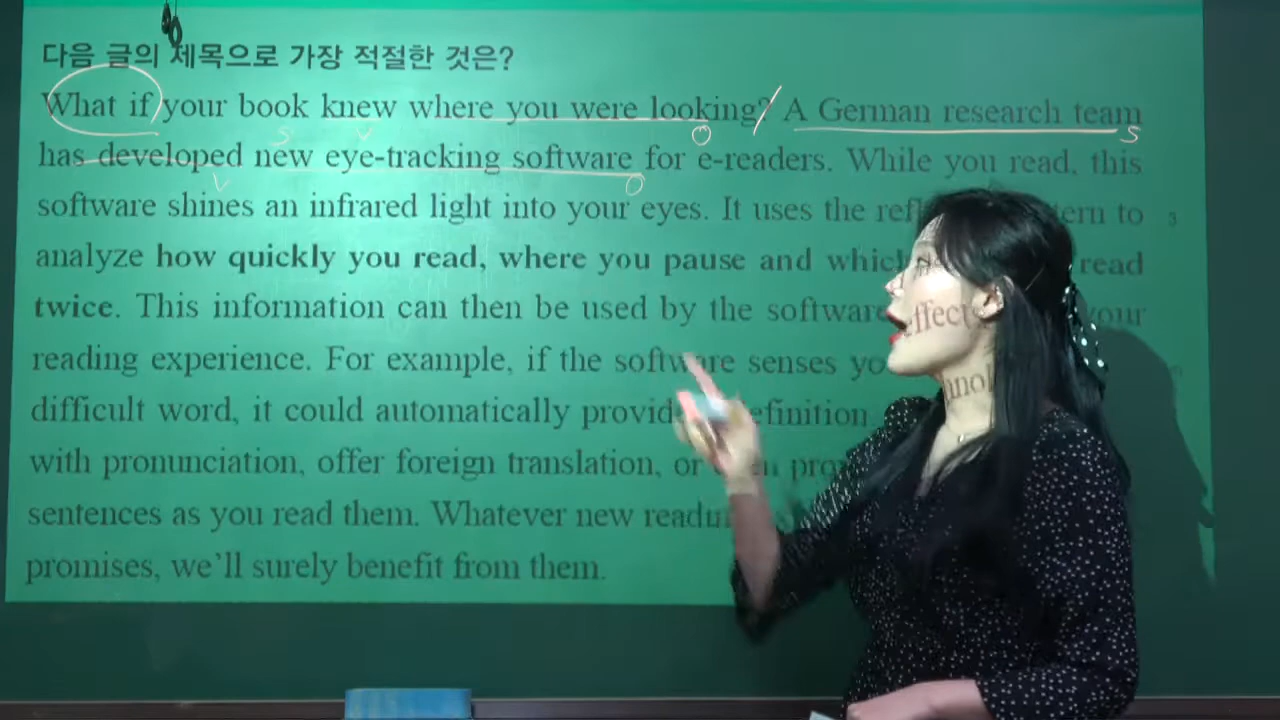 다음 글의 제목으로 가장 적절한 것은?
What if your book knew where you were looking? A German research team
has developed new eye-tracking software for e-readers. While you read, this
software shines an infrared light into your eyes. It uses the to
analyze how quickly you read, where you pause and which read
twice. This information can then be used by the software your
reading experience. For example, if the software senses
difficult word, it could automatically provide definition
with pronunciation, offer foreign translation, or
sentences as you read them. Whatever new
promises, we'll surely benefit from them.